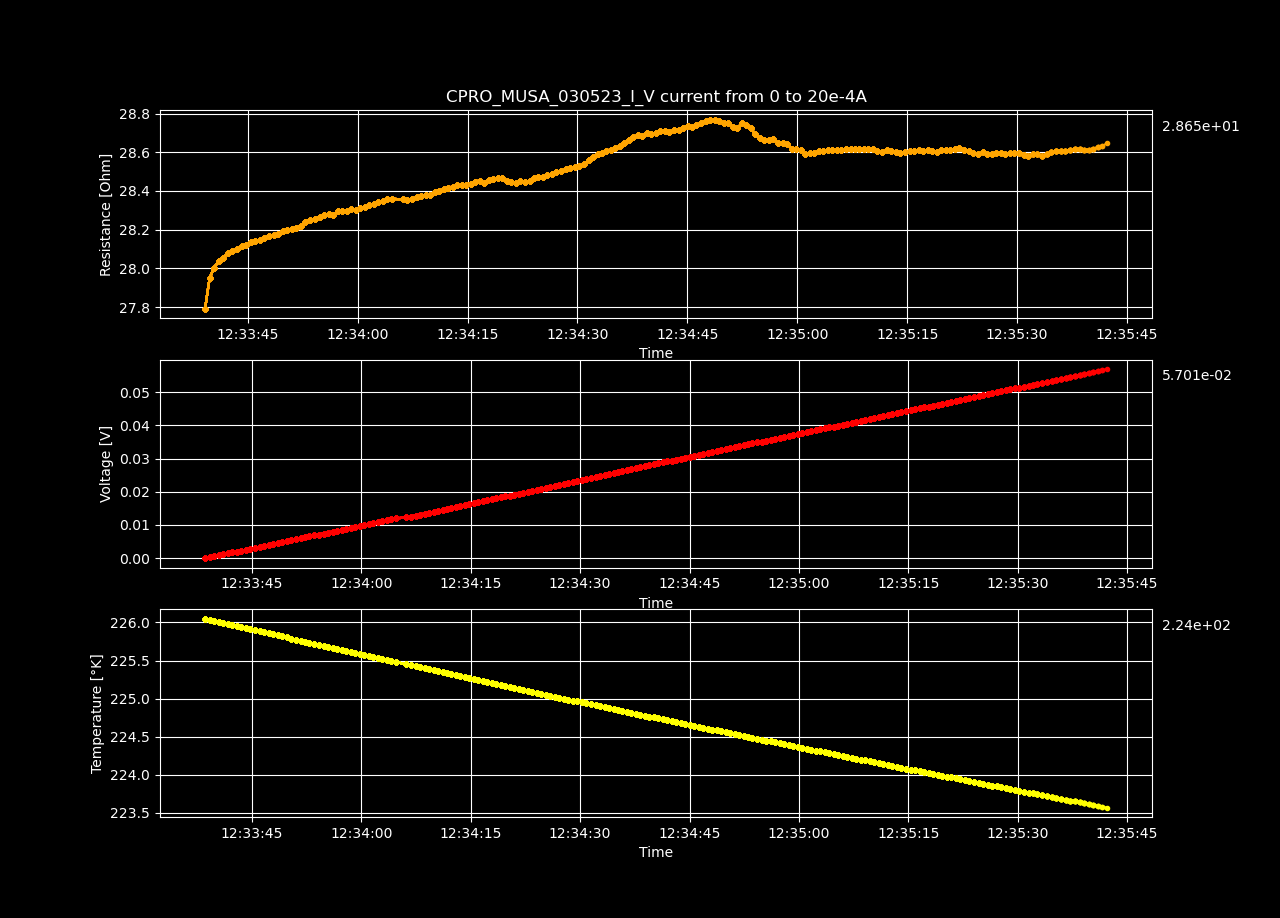 CPRO_MUSA_030523_I_V current from 0 to 20e-4A
28.8
28.6
28.4
28.2
28.0
27.8
Resistance [Ohm]
2.865e+01
12:33:45 12:34:00 12:34:15 12:34:30 12:34:45 12:35:00 12:35:15 12:35:30 12:35:45
Time
0.05
0.04
0.03
0.02
0.01
0.00
Voltage [V]
5.701e-02
12:33:45 12:34:00 12:34:15 12:34:30 12:34:45 12:35:00 12:35:15 12:35:30 12:35:45
Time
226.0
225.5
225.0
224.5
224.0
223.5
Temperature [°K]
2.24e+02
12:33:45 12:34:00 12:34:15 12:34:30 12:34:45 12:35:00 12:35:15 12:35:30 12:35:45
Time